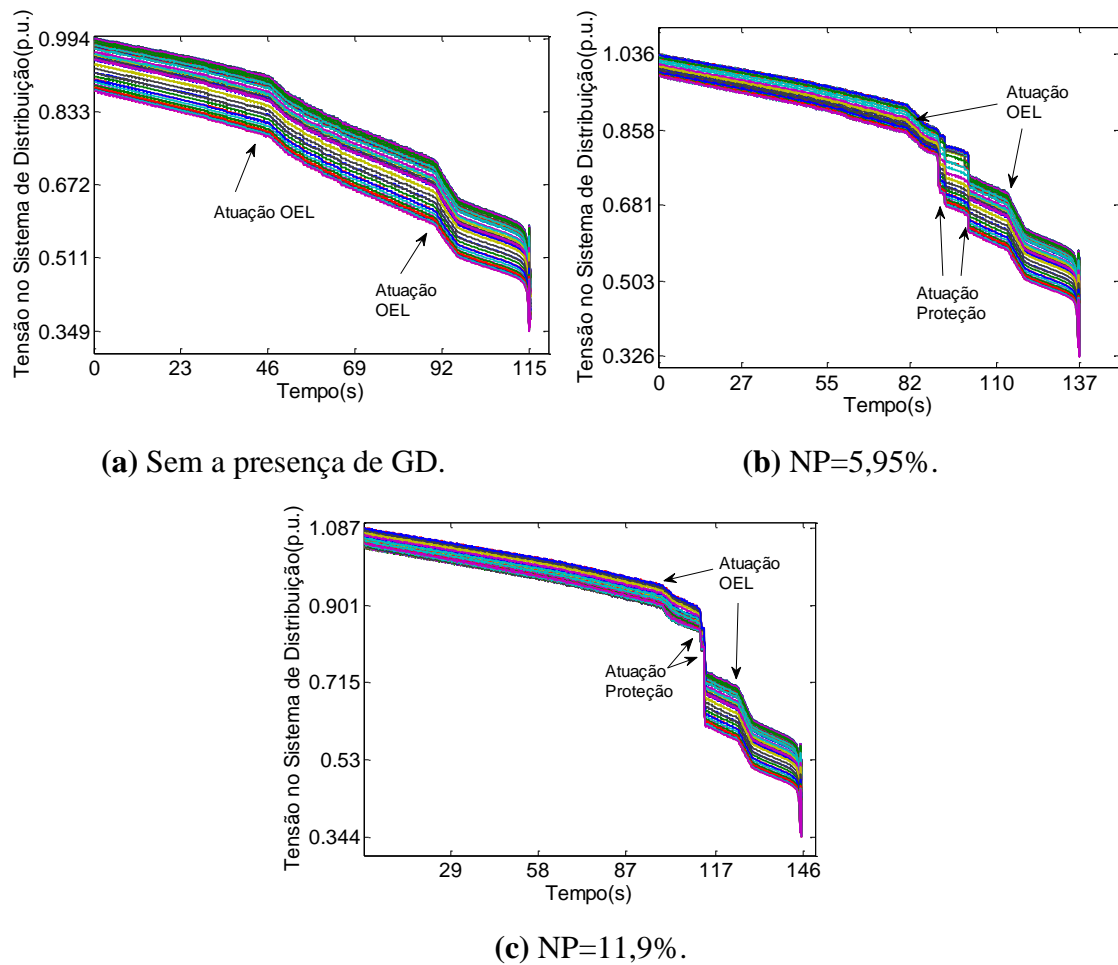 Tensão no Sistema de Distribuição(p.u.)
0.994
0.833
0.672
0.511
0.349
0
23
46
69
92
115
Tempo(s)
Atuação OEL
Atuação
OEL
(a) Sem a presença de GD.
Tensão no Sistema de Distribuição(p.u.)
1.036
0.858
0.681
0.503
0.326
0
27
55
82
110
137
Tempo(s)
Atuação
OEL
Atuação
Proteção
(b) NP=5,95%.
Tensão no Sistema de Distribuição(p.u.)
1.087
0.901
0.715
0.53
0.344
29
58
87
117
146
Tempo(s)
Atuação
OEL
Atuação
Proteção
(c) NP=11,9%.